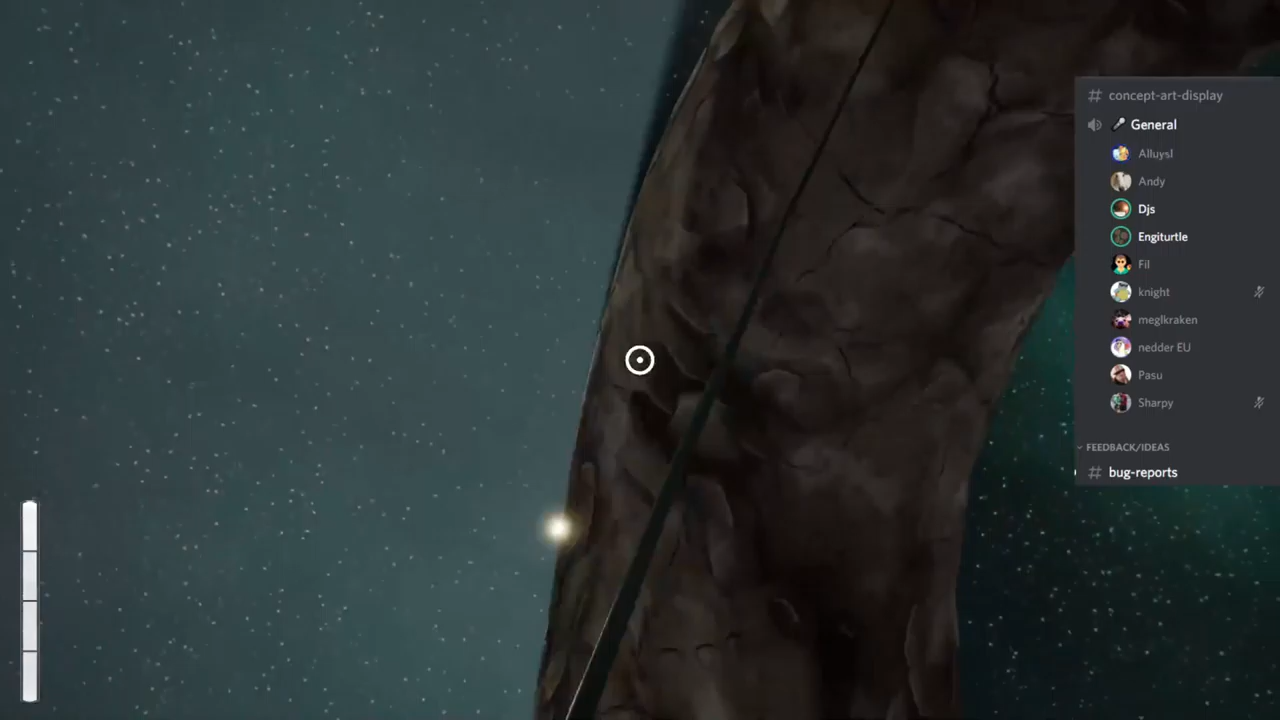 concept-art-display
General
Alluysl
Andy
Djs
Engiturtle
Fil
knight
meglkraken
nedder EU
Pasu
Sharpy
FEEDBACK/IDEAS
bug-reports